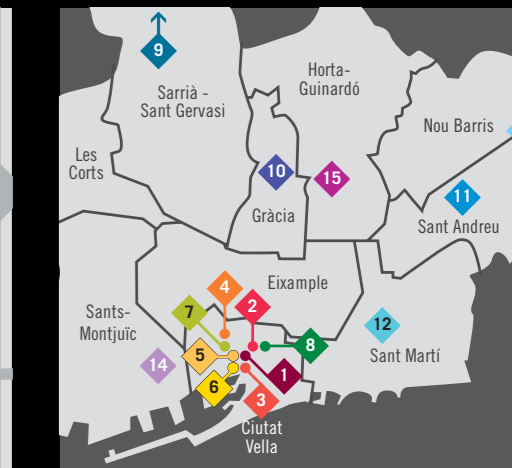 9
Sarrià -
Sant Gervasi
Horta-
Guinardó
Nou Barris
Les
Corts
10
15
11
Gràcia
Sant Andreu
Eixample
4
2
7
Sants-
Montjuïc
12
8
Sant Martí
5
14
1
6
3
Ciutat
Vella